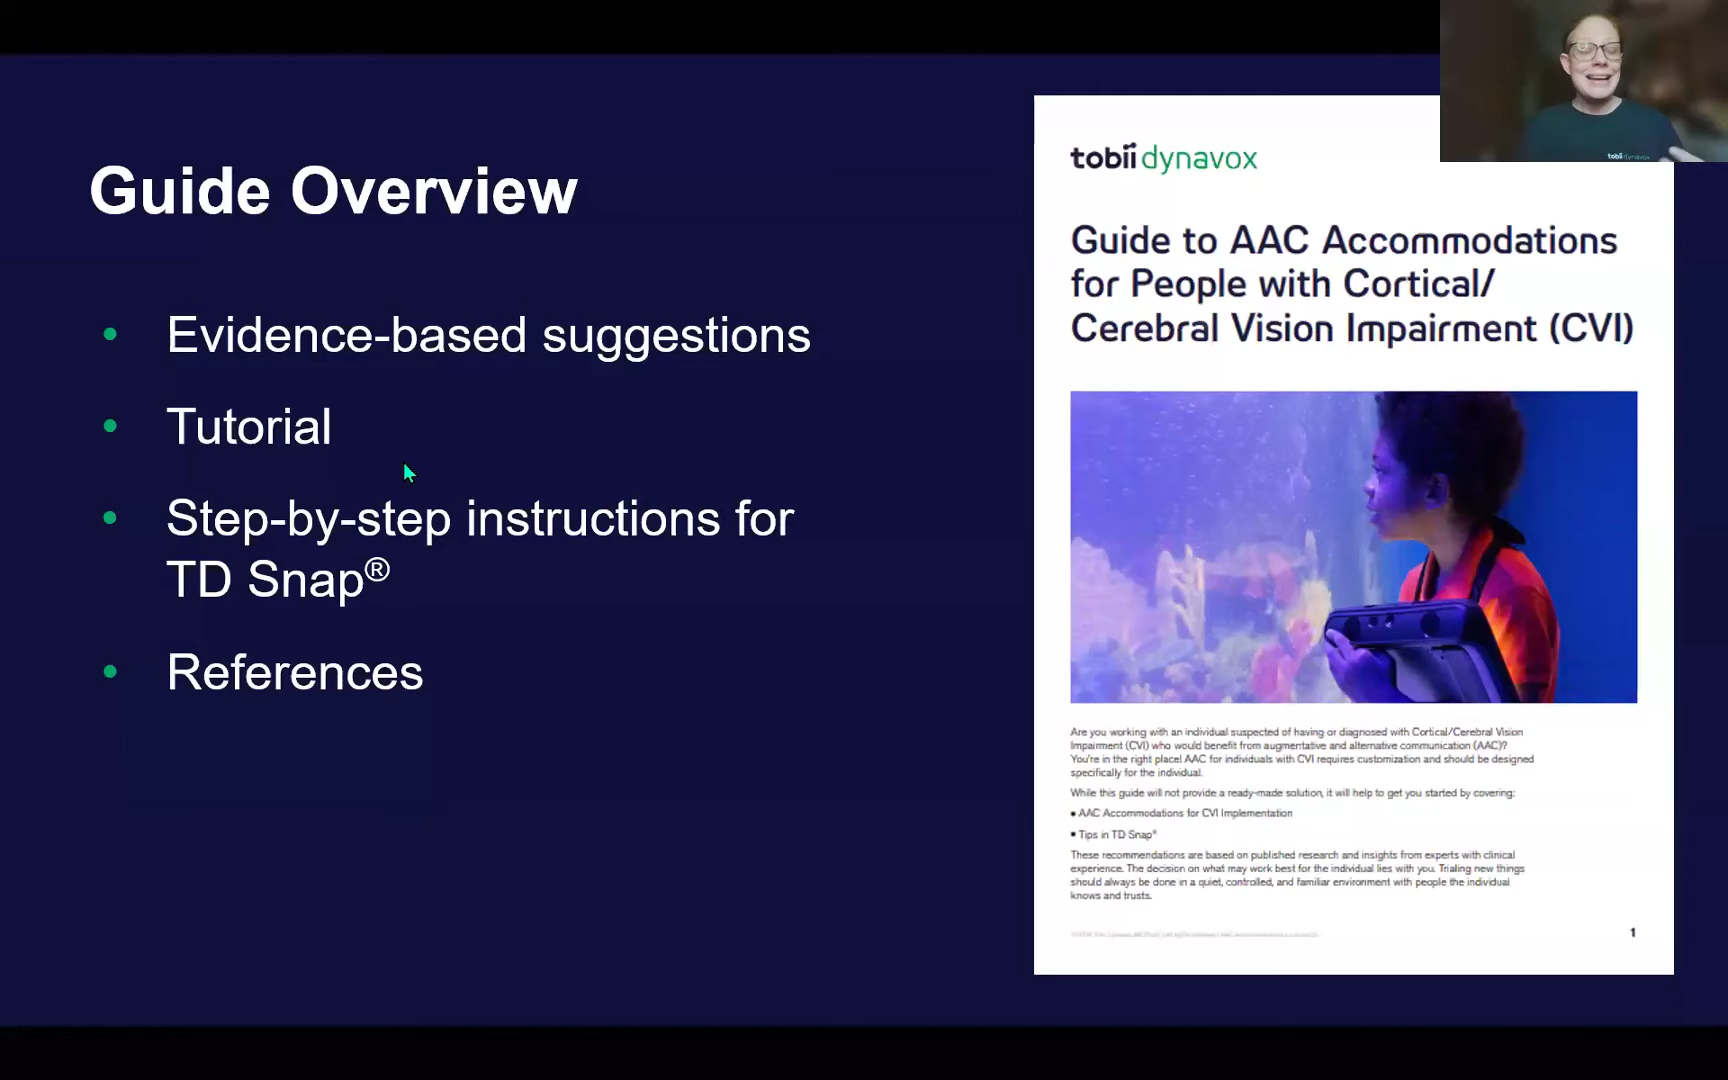 Guide Overview
• Evidence-based suggestions
• Tutorial
• Step-by-step instructions for
TD Snap®
• References
tobii dynavox
Guide to AAC Accommodations
for People with Cortical/
Cerebral Vision Impairment (CVI)
Are you working with an individual suspected of having or diagnosed with Cortical/Cerebral Vision
Impairment (CVI) who would benefit from augmentative and alternative communication (AAC)?
You're in the right place! AAC for individuals with CVI requires customization and should be designed
specifically for the individual.
While this guide will not provide a ready-made solution, it will help to get you started by covering:
• AAC Accommodations for CVI Implementation
• Tips in TD Snap®
These recommendations are based on published research and insights from experts with clinical
experience. The decision on what may work best for the individual lies with you. Trialing new things
should always be done in a quiet, controlled, and familiar environment with people the individual
knows and trusts.
1
tobii dynavox